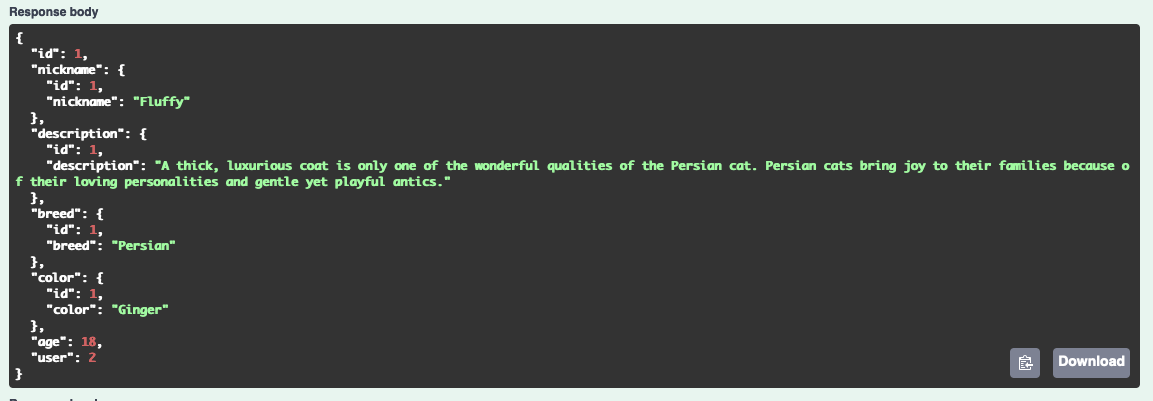 Response body
{
  "id": 1,
  "nickname": {
    "id": 1,
    "nickname": "Fluffy"
  },
  "description": {
    "id": 1,
    "description": "A thick, luxurious coat is only one of the wonderful qualities of the Persian cat. Persian cats bring joy to their families because o
f their loving personalities and gentle yet playful antics."
  },
  "breed": {
    "id": 1,
    "breed": "Persian"
  },
  "color": {
    "id": 1,
    "color": "Ginger"
  },
  "age": 18,
  "user": 2
}
Download